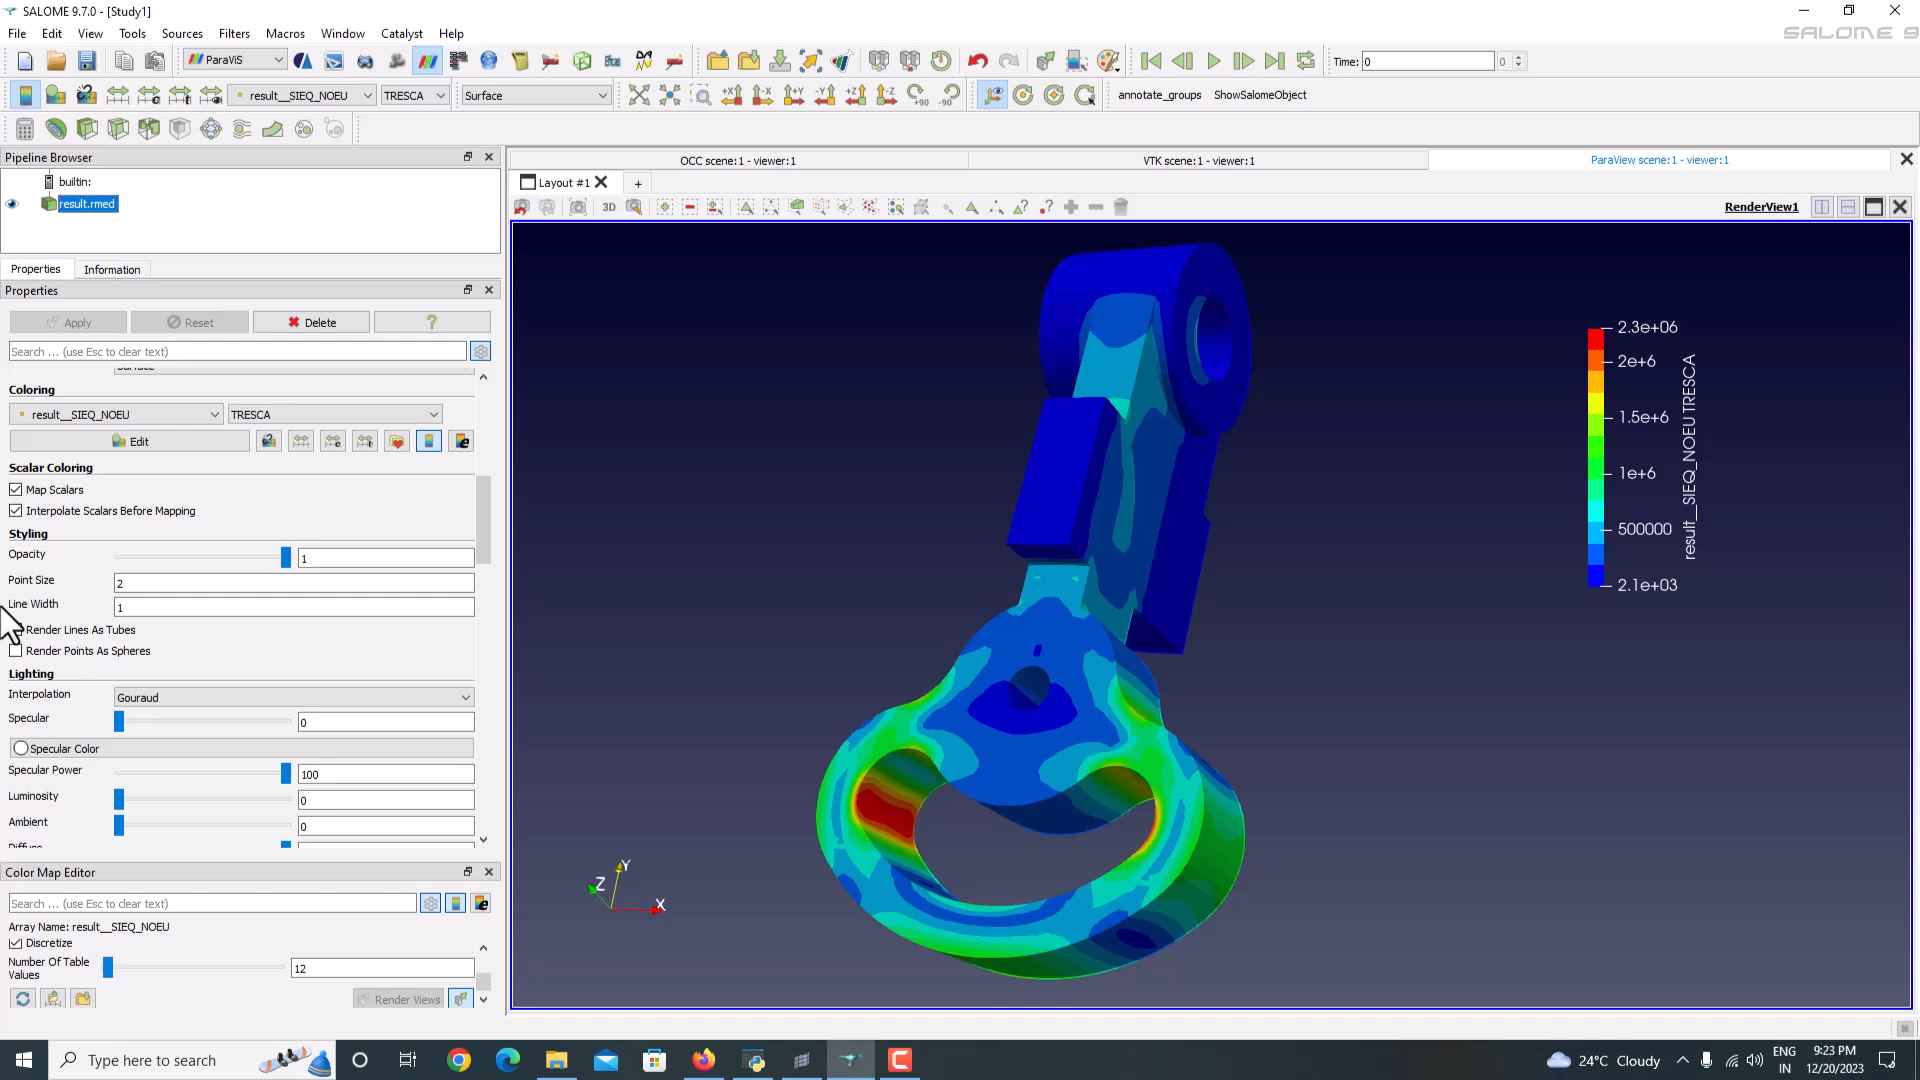 SALOME 9.7.0 - [Study1]
File Edit View Tools Sources Filters Macros Window Catalyst Help
SALOME 9
ParaViS
Time: 0 0
result__SIEQ_NOEU TRESCA Surface
+X -X +Y -Y +Z -Z +90 -90
annotate_groups ShowSalomeObject
Pipeline Browser
builtin:
result.rmed
Properties Information
Properties
Apply Reset Delete ?
Search ... (use Esc to clear text)
Coloring
result__SIEQ_NOEU TRESCA
Edit
Scalar Coloring
Map Scalars
Interpolate Scalars Before Mapping
Styling
Opacity 1
Point Size 2
Line Width 1
Render Lines As Tubes
Render Points As Spheres
Lighting
Interpolation Gouraud
Specular 0
Specular Color
Specular Power 100
Luminosity 0
Ambient 0
Color Map Editor
Search ... (use Esc to clear text)
Array Name: result__SIEQ_NOEU
Discretize
Number Of Table Values 12
Render Views
OCC scene:1 - viewer:1 VTK scene:1 - viewer:1 ParaView scene:1 - viewer:1
Layout #1 +
3D
RenderView1
2.3e+06
2e+6
1.5e+6
1e+6
500000
2.1e+03
result__SIEQ_NOEU TRESCA
Y
Z
X
Type here to search
24°C Cloudy
ENG
IN
9:23 PM
12/20/2023